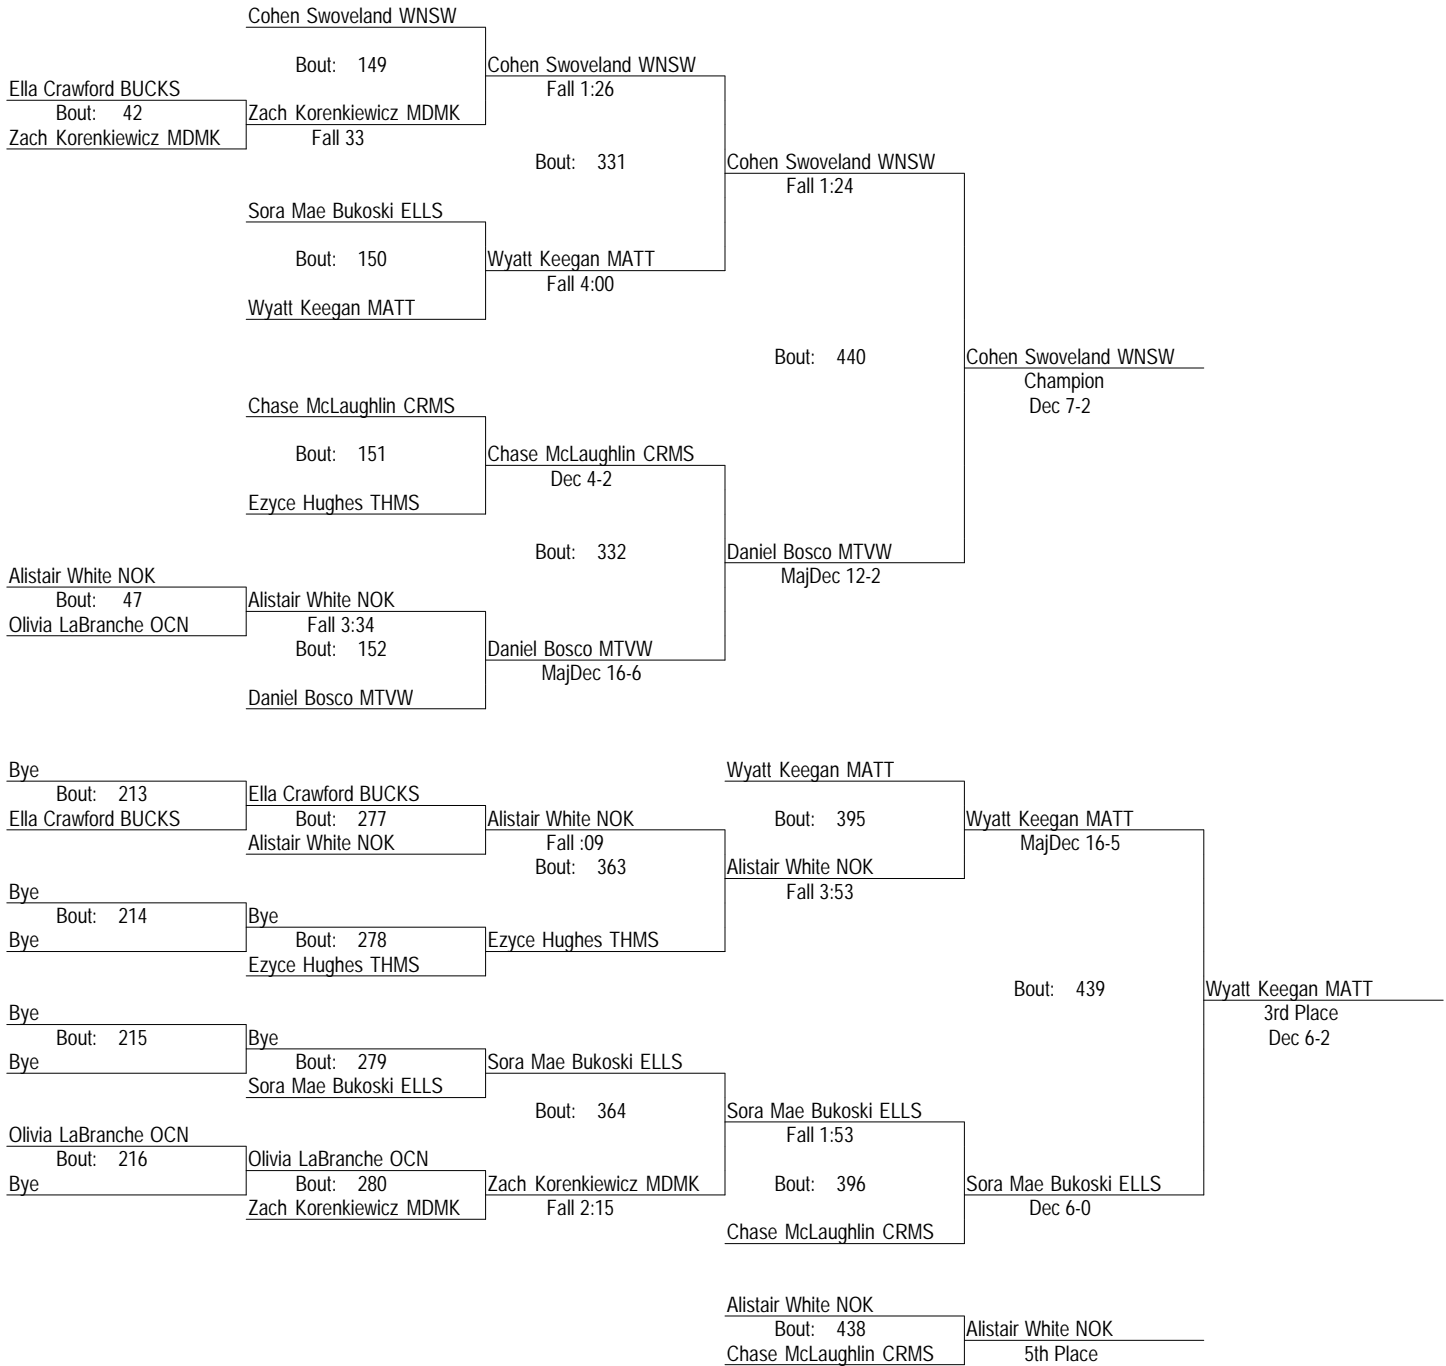 Cohen Swoveland WNSW
Bout: 149
Cohen Swoveland WNSW
Fall 1:26
Ella Crawford BUCKS
Bout: 42
Zach Korenkiewicz MDMK
Zach Korenkiewicz MDMK
Fall 33
Bout: 331
Cohen Swoveland WNSW
Fall 1:24
Sora Mae Bukoski ELLS
Bout: 150
Wyatt Keegan MATT
Fall 4:00
Wyatt Keegan MATT
Bout: 440
Cohen Swoveland WNSW
Champion
Dec 7-2
Chase McLaughlin CRMS
Bout: 151
Chase McLaughlin CRMS
Dec 4-2
Ezyce Hughes THMS
Bout: 332
Daniel Bosco MTVW
MajDec 12-2
Alistair White NOK
Bout: 47
Olivia LaBranche OCN
Alistair White NOK
Fall 3:34
Bout: 152
Daniel Bosco MTVW
MajDec 16-6
Daniel Bosco MTVW
Bye
Bout: 213
Ella Crawford BUCKS
Ella Crawford BUCKS
Bout: 277
Alistair White NOK
Alistair White NOK
Fall :09
Bout: 363
Wyatt Keegan MATT
Bout: 395
Alistair White NOK
Fall 3:53
Wyatt Keegan MATT
MajDec 16-5
Bye
Bout: 214
Bye
Bye
Bout: 278
Ezyce Hughes THMS
Ezyce Hughes THMS
Bout: 439
Wyatt Keegan MATT
3rd Place
Dec 6-2
Bye
Bout: 215
Bye
Bye
Bout: 279
Sora Mae Bukoski ELLS
Sora Mae Bukoski ELLS
Bout: 364
Sora Mae Bukoski ELLS
Fall 1:53
Olivia LaBranche OCN
Bout: 216
Bye
Olivia LaBranche OCN
Bout: 280
Zach Korenkiewicz MDMK
Zach Korenkiewicz MDMK
Fall 2:15
Bout: 396
Chase McLaughlin CRMS
Sora Mae Bukoski ELLS
Dec 6-0
Alistair White NOK
Bout: 438
Chase McLaughlin CRMS
Alistair White NOK
5th Place